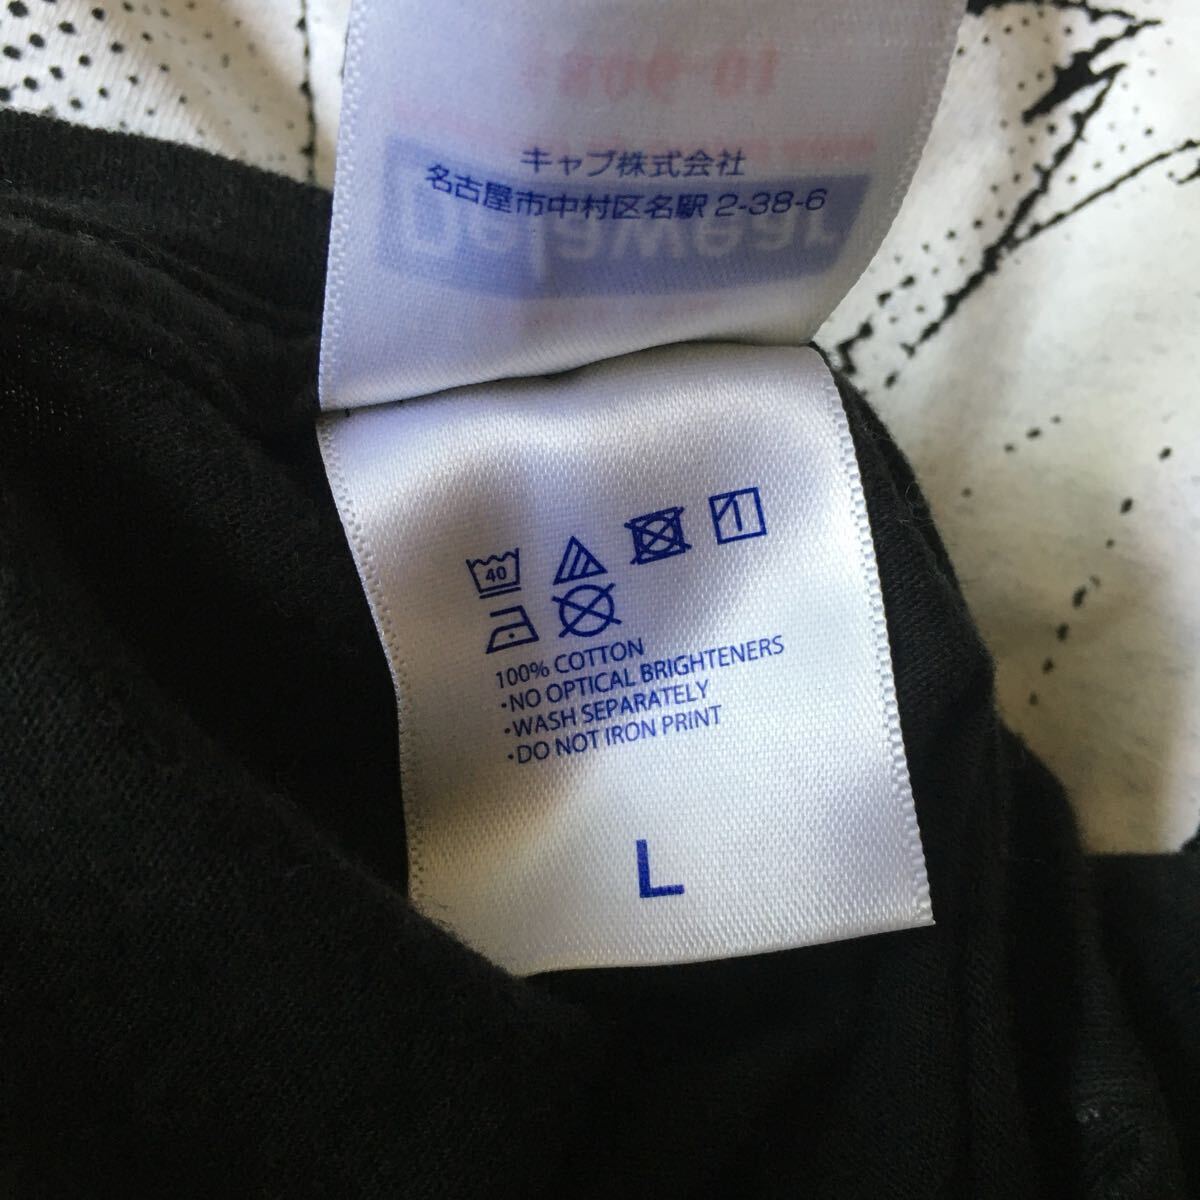 キャブ株式会社
名古屋市中村区名駅2-38-6
40
100% COTTON
·NO OPTICAL BRIGHTENERS
·WASH SEPARATELY
·DO NOT IRON PRINT
L